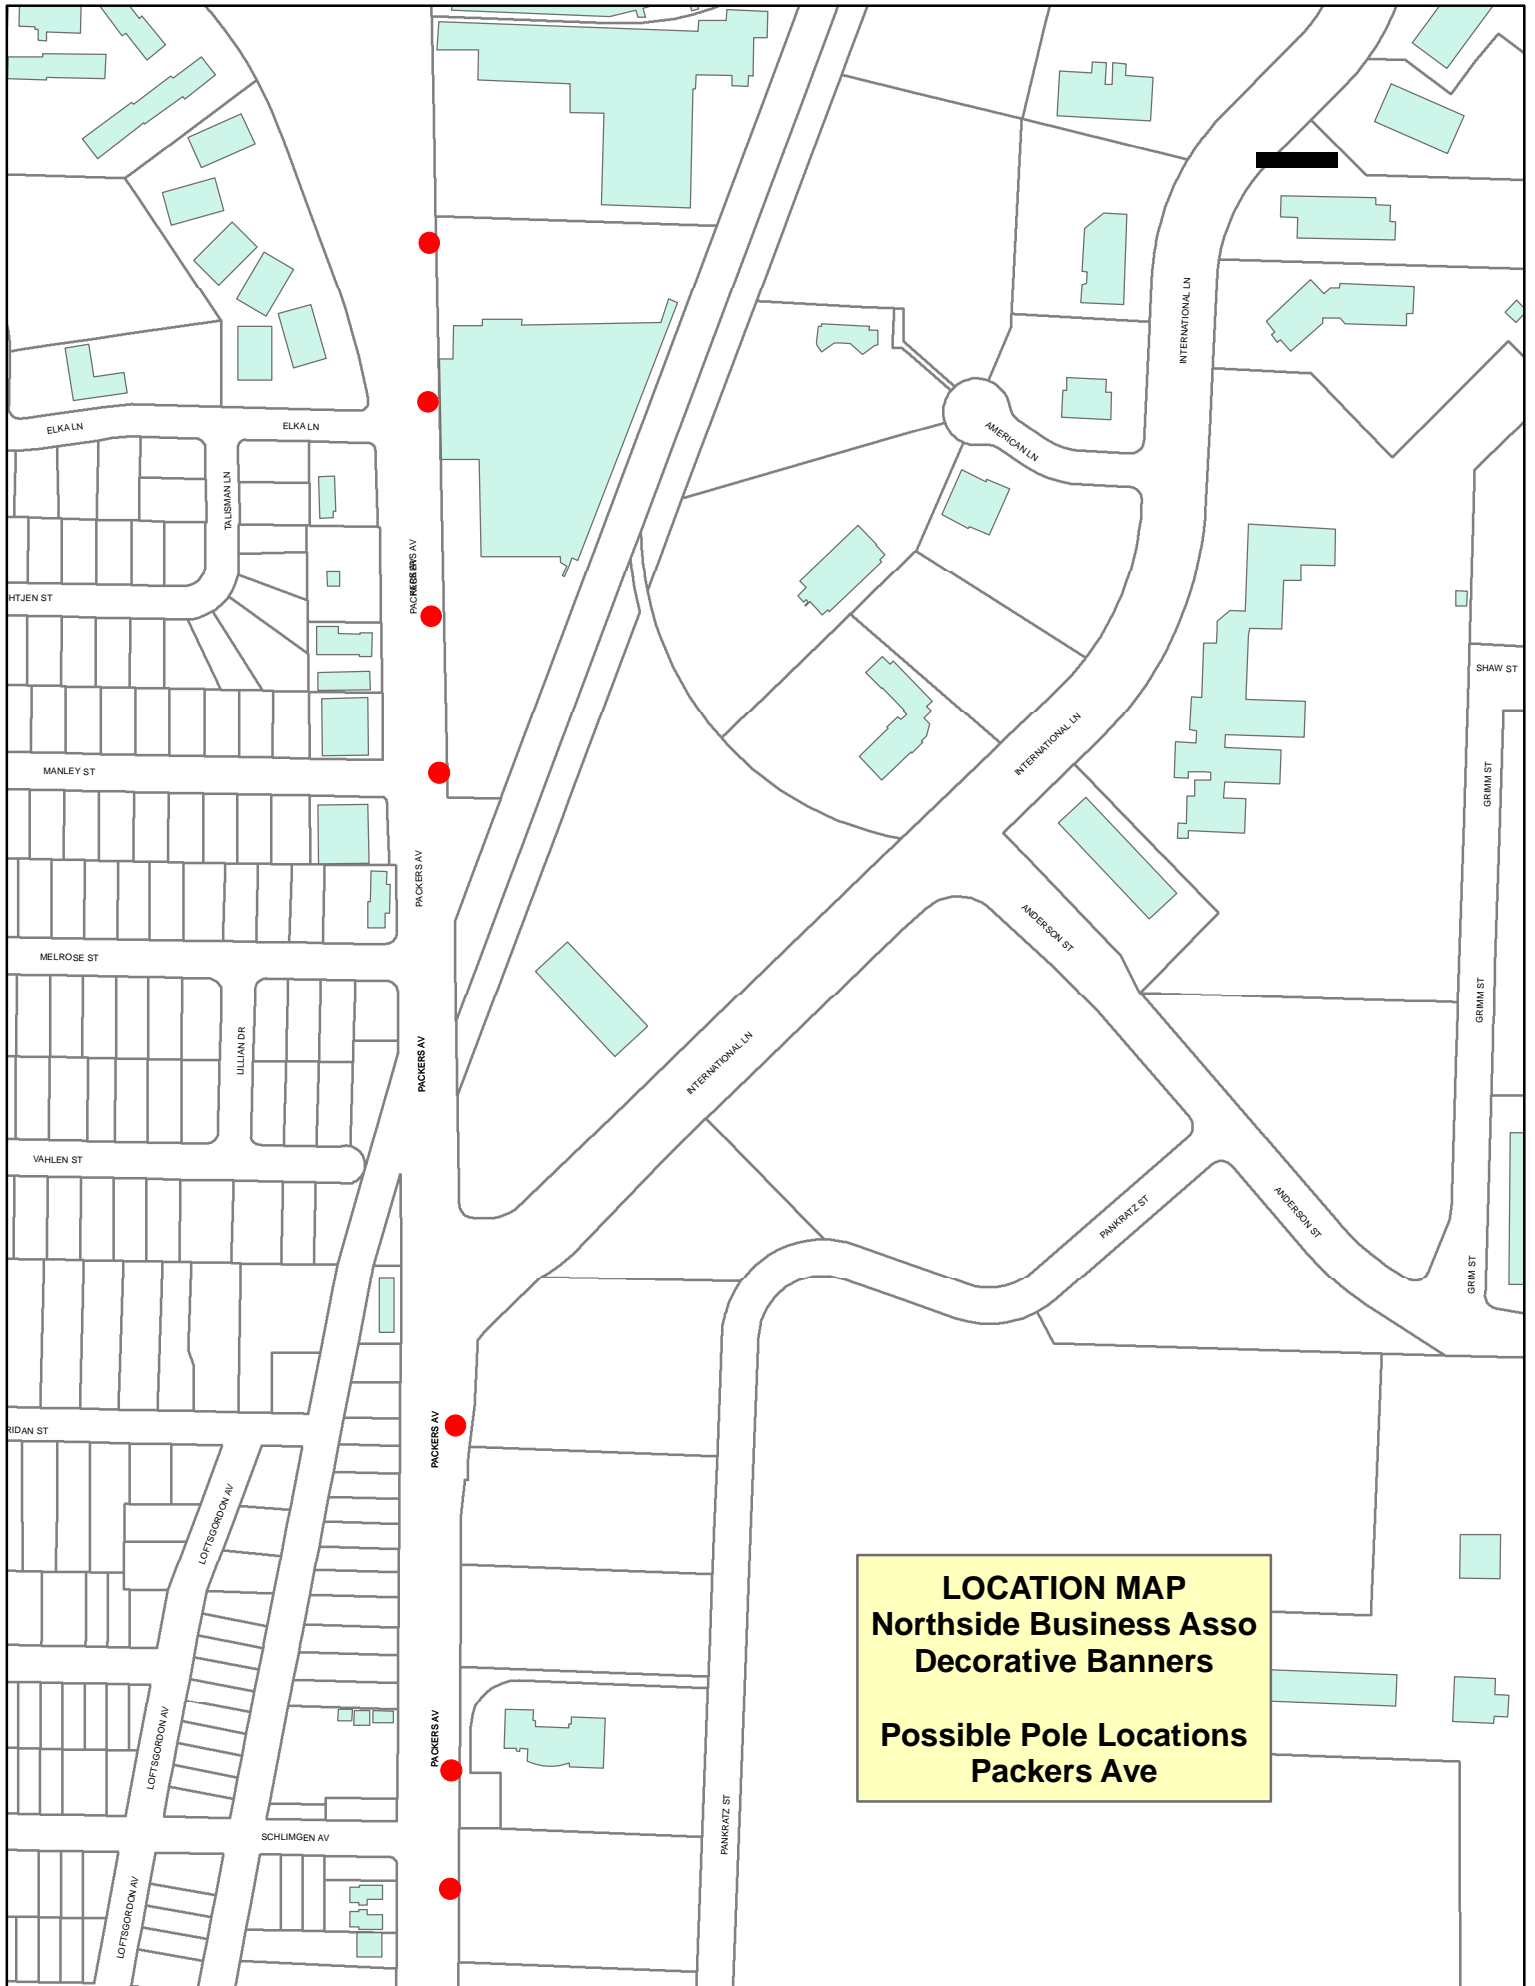 ELKA LN
ELKA LN
TALISMAN LN
INTERNATIONAL LN
AMERICAN LN
PACKERS AV
HTJEN ST
SHAW ST
INTERNATIONAL LN
MANLEY ST
GRIMM ST
PACKERS AV
ANDERSON ST
MELROSE ST
GRIMM ST
LILLIAN DR
PACKERS AV
INTERNATIONAL LN
VAHLEN ST
PANKRATZ ST
ANDERSON ST
GRIM ST
RIDAN ST
PACKERS AV
LOFTSGORDON AV
LOCATION MAP
Northside Business Asso
Decorative Banners
Possible Pole Locations
Packers Ave
LOFTSGORDON AV
PACKERS AV
PANKRATZ ST
SCHLIMGEN AV
LOFTSGORDON AV